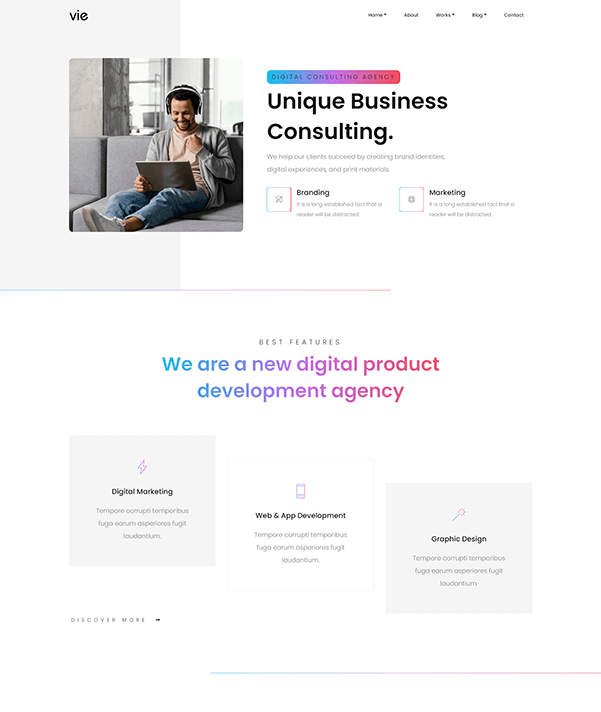 vie
Home About Works Blog Contact
DIGITAL CONSULTING AGENCY
Unique Business
Consulting.
We help our clients succeed by creating brand identities,
digital experiences, and print materials.
Branding
It is a long established fact that a
reader will be distracted.
Marketing
It is a long established fact that a
reader will be distracted.
BEST FEATURES
We are a new digital product
development agency
Digital Marketing
Tempore corrupti temporibus
fuga earum asperiores fugit
laudantium.
Web & App Development
Tempore corrupti temporibus
fuga earum asperiores fugit
laudantium.
Graphic Design
Tempore corrupti temporibus
fuga earum asperiores fugit
laudantium.
DISCOVER MORE